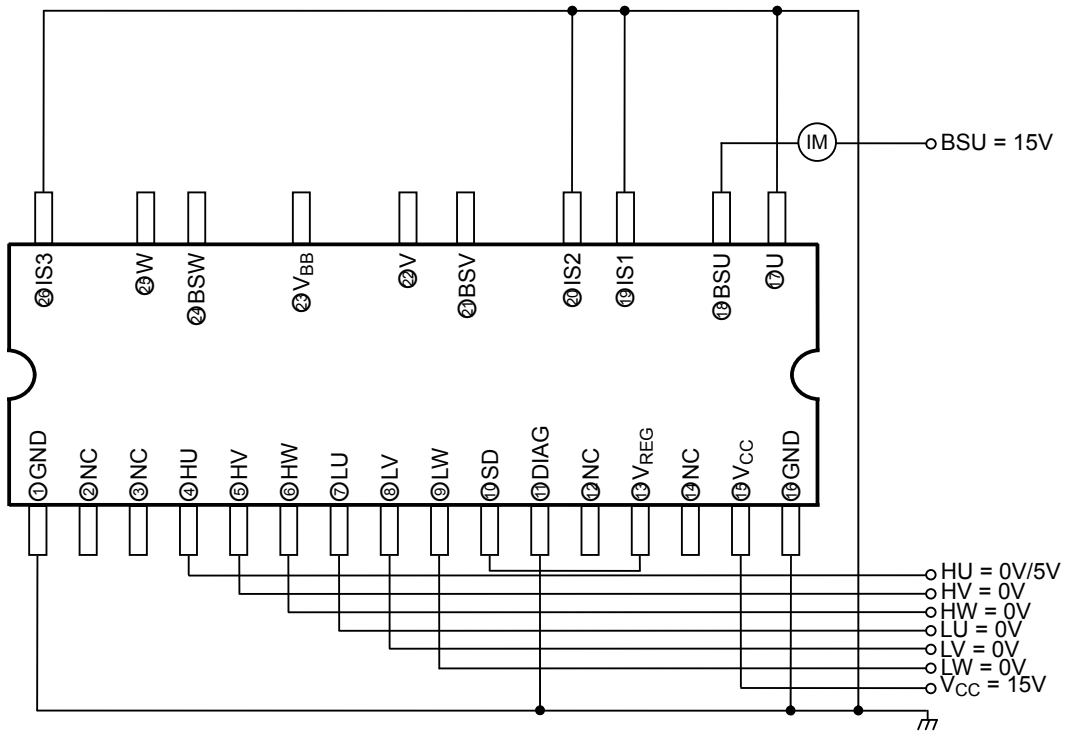 IM
BSU = 15V
㉖IS3
㉕W
㉔BSW
㉓VBB
㉒V
㉑BSV
⑳IS2
⑲IS1
⑱BSU
⑰U
①GND
②NC
③NC
④HU
⑤HV
⑥HW
⑦LU
⑧LV
⑨LW
⑩SD
⑪DIAG
⑫NC
⑬VREG
⑭NC
⑮VCC
⑯GND
HU = 0V/5V
HV = 0V
HW = 0V
LU = 0V
LV = 0V
LW = 0V
VCC = 15V